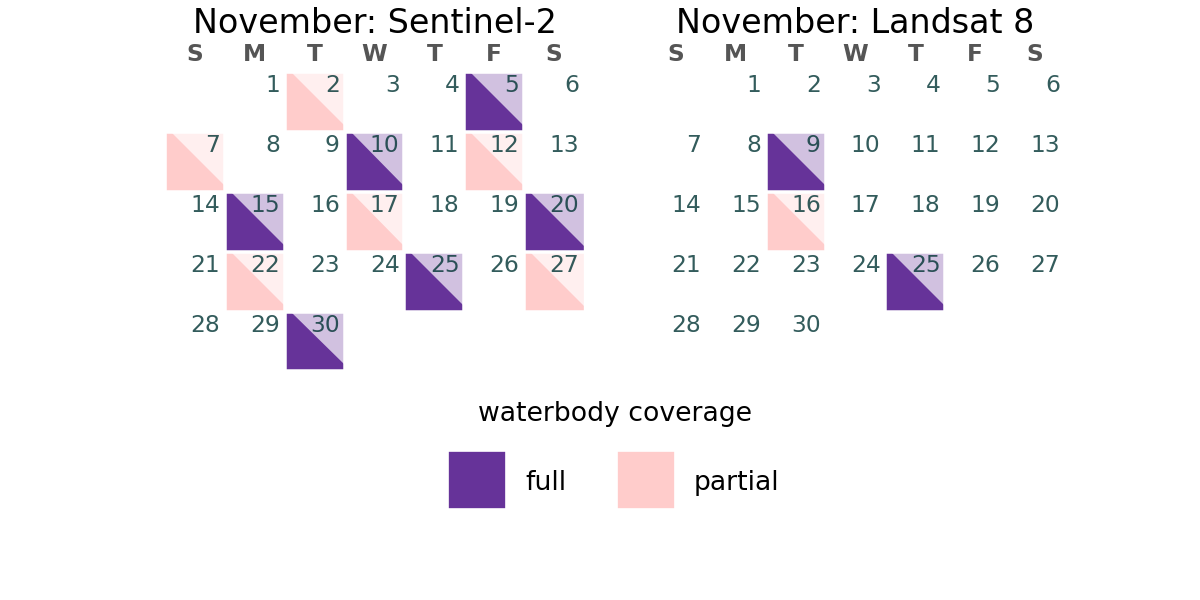 November: Sentinel-2
S M T W T F S
1 2 3 4 5 6
7 8 9 10 11 12 13
14 15 16 17 18 19 20
21 22 23 24 25 26 27
28 29 30
November: Landsat 8
S M T W T F S
1 2 3 4 5 6
7 8 9 10 11 12 13
14 15 16 17 18 19 20
21 22 23 24 25 26 27
28 29 30
waterbody coverage
full
partial